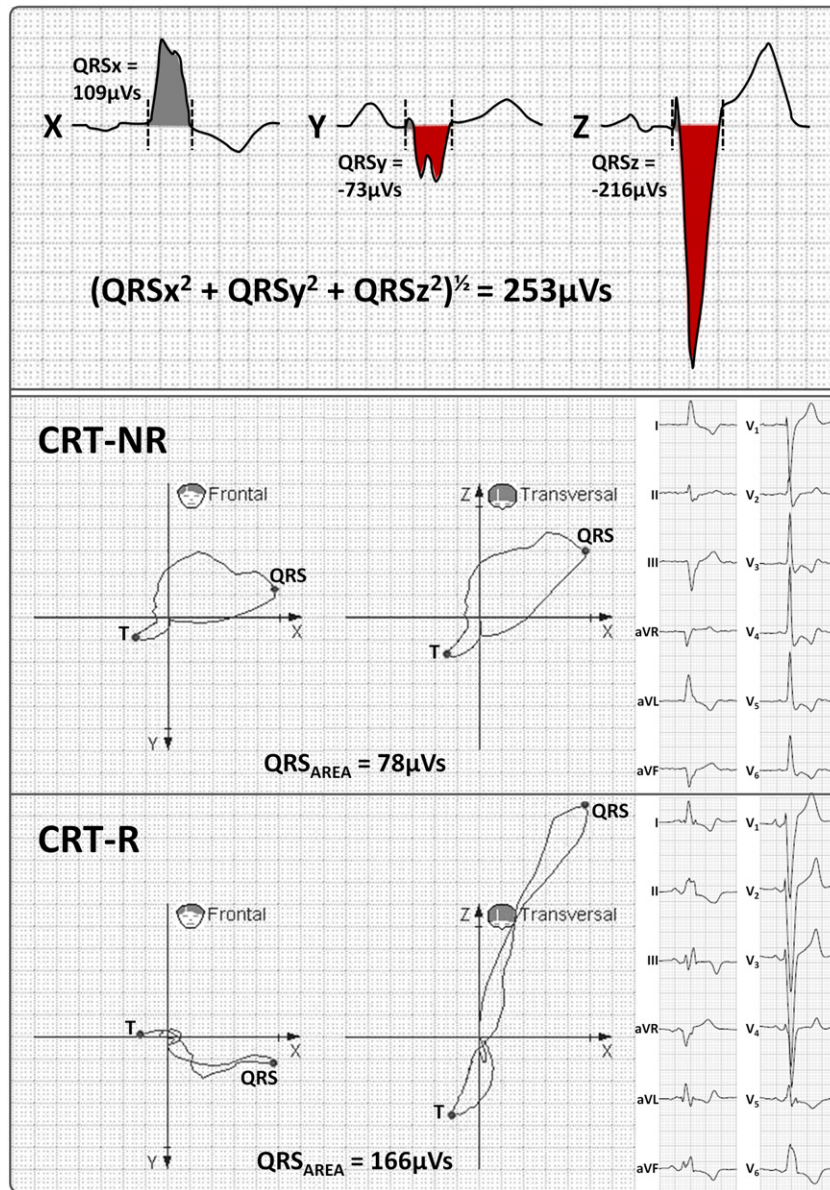 QRSx =
109µVs
X
Y
QRSy =
-73µVs
Z
QRSz =
-216µVs
(QRSx² + QRSy² + QRSz²)^½ = 253µVs
CRT-NR
Frontal
QRS
T
X
Y
Z
Transversal
QRS
T
X
QRS_AREA = 78µVs
I
II
III
aVR
aVL
aVF
V₁
V₂
V₃
V₄
V₅
V₆
CRT-R
Frontal
T
X
QRS
Y
QRS
Z
Transversal
X
T
QRS_AREA = 166µVs
I
II
III
aVR
aVL
aVF
V₁
V₂
V₃
V₄
V₅
V₆